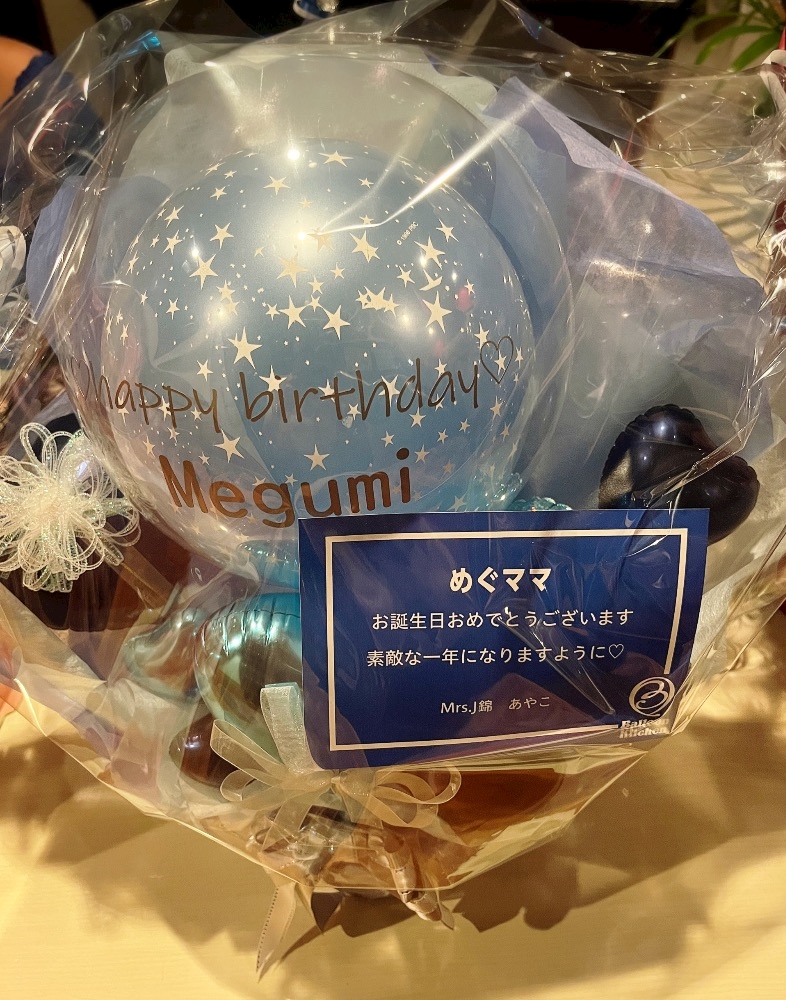 ♡happy birthday♡
Megumi
めぐママ
お誕生日おめでとうございます
素敵な一年になりますように♡
Mrs.J錦 あやこ
Balloon
Kitchen